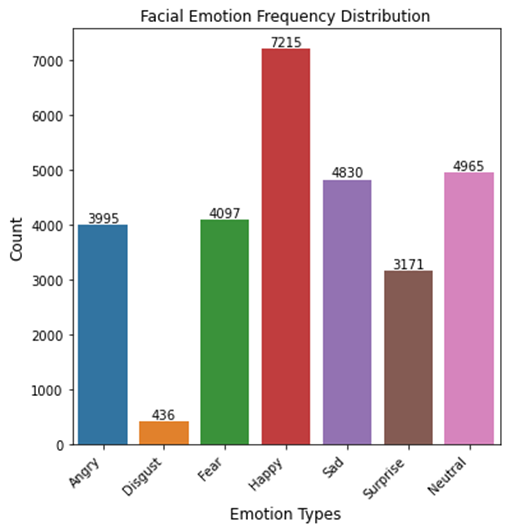 Facial Emotion Frequency Distribution
7215
4830
4965
3995
4097
3171
436
7000
6000
5000
4000
3000
2000
1000
0
Count
Angry
Disgust
Fear
Happy
Sad
Surprise
Neutral
Emotion Types